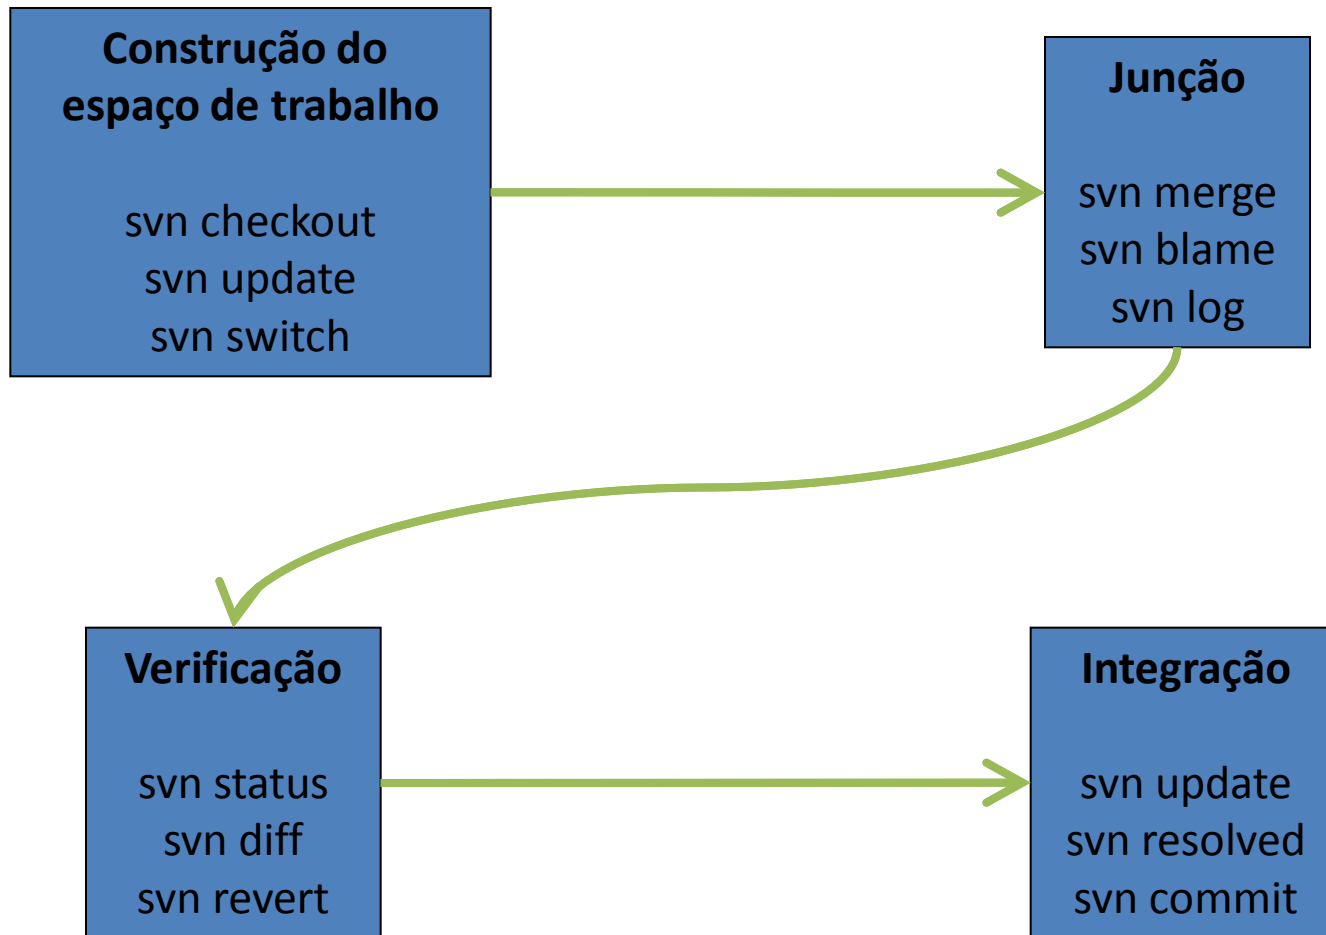 Construção do
espaço de trabalho
svn checkout
svn update
svn switch
Junção
svn merge
svn blame
svn log
Verificação
svn status
svn diff
svn revert
Integração
svn update
svn resolved
svn commit